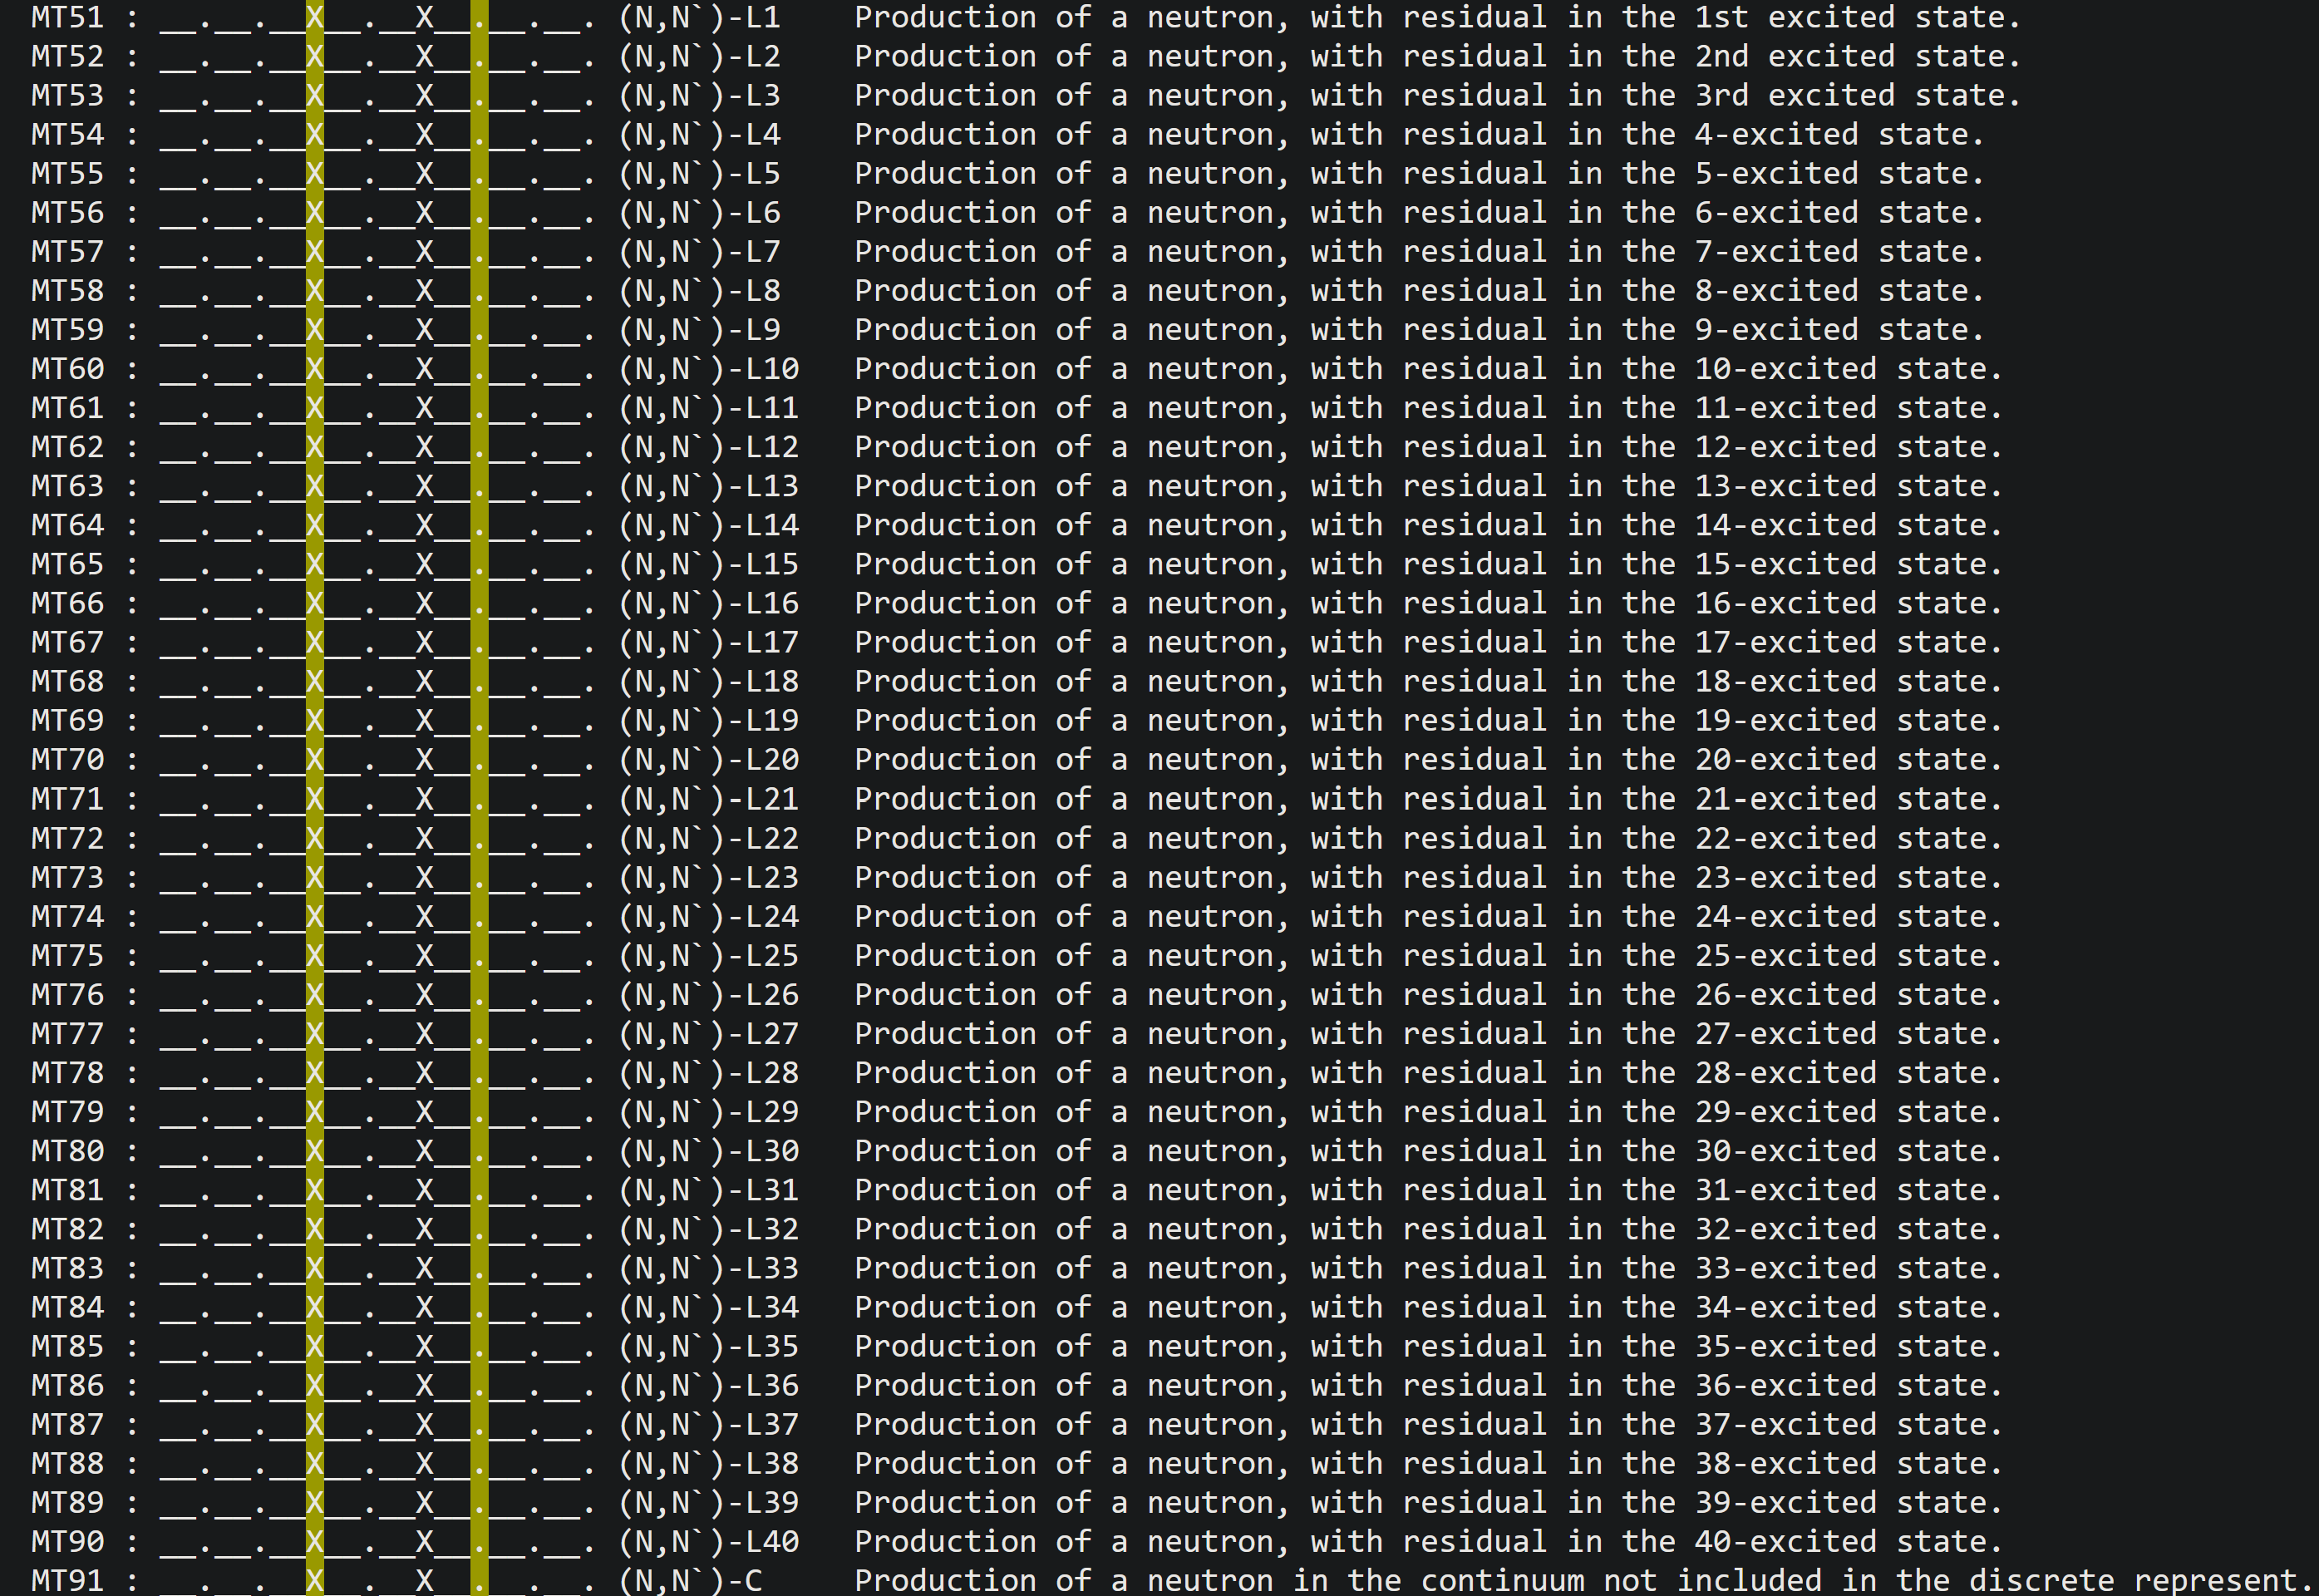 MT51 : __.__.__X__.__X__.__.__. (N,N`)-L1    Production of a neutron, with residual in the 1st excited state.
MT52 : __.__.__X__.__X__.__.__. (N,N`)-L2    Production of a neutron, with residual in the 2nd excited state.
MT53 : __.__.__X__.__X__.__.__. (N,N`)-L3    Production of a neutron, with residual in the 3rd excited state.
MT54 : __.__.__X__.__X__.__.__. (N,N`)-L4    Production of a neutron, with residual in the 4-excited state.
MT55 : __.__.__X__.__X__.__.__. (N,N`)-L5    Production of a neutron, with residual in the 5-excited state.
MT56 : __.__.__X__.__X__.__.__. (N,N`)-L6    Production of a neutron, with residual in the 6-excited state.
MT57 : __.__.__X__.__X__.__.__. (N,N`)-L7    Production of a neutron, with residual in the 7-excited state.
MT58 : __.__.__X__.__X__.__.__. (N,N`)-L8    Production of a neutron, with residual in the 8-excited state.
MT59 : __.__.__X__.__X__.__.__. (N,N`)-L9    Production of a neutron, with residual in the 9-excited state.
MT60 : __.__.__X__.__X__.__.__. (N,N`)-L10   Production of a neutron, with residual in the 10-excited state.
MT61 : __.__.__X__.__X__.__.__. (N,N`)-L11   Production of a neutron, with residual in the 11-excited state.
MT62 : __.__.__X__.__X__.__.__. (N,N`)-L12   Production of a neutron, with residual in the 12-excited state.
MT63 : __.__.__X__.__X__.__.__. (N,N`)-L13   Production of a neutron, with residual in the 13-excited state.
MT64 : __.__.__X__.__X__.__.__. (N,N`)-L14   Production of a neutron, with residual in the 14-excited state.
MT65 : __.__.__X__.__X__.__.__. (N,N`)-L15   Production of a neutron, with residual in the 15-excited state.
MT66 : __.__.__X__.__X__.__.__. (N,N`)-L16   Production of a neutron, with residual in the 16-excited state.
MT67 : __.__.__X__.__X__.__.__. (N,N`)-L17   Production of a neutron, with residual in the 17-excited state.
MT68 : __.__.__X__.__X__.__.__. (N,N`)-L18   Production of a neutron, with residual in the 18-excited state.
MT69 : __.__.__X__.__X__.__.__. (N,N`)-L19   Production of a neutron, with residual in the 19-excited state.
MT70 : __.__.__X__.__X__.__.__. (N,N`)-L20   Production of a neutron, with residual in the 20-excited state.
MT71 : __.__.__X__.__X__.__.__. (N,N`)-L21   Production of a neutron, with residual in the 21-excited state.
MT72 : __.__.__X__.__X__.__.__. (N,N`)-L22   Production of a neutron, with residual in the 22-excited state.
MT73 : __.__.__X__.__X__.__.__. (N,N`)-L23   Production of a neutron, with residual in the 23-excited state.
MT74 : __.__.__X__.__X__.__.__. (N,N`)-L24   Production of a neutron, with residual in the 24-excited state.
MT75 : __.__.__X__.__X__.__.__. (N,N`)-L25   Production of a neutron, with residual in the 25-excited state.
MT76 : __.__.__X__.__X__.__.__. (N,N`)-L26   Production of a neutron, with residual in the 26-excited state.
MT77 : __.__.__X__.__X__.__.__. (N,N`)-L27   Production of a neutron, with residual in the 27-excited state.
MT78 : __.__.__X__.__X__.__.__. (N,N`)-L28   Production of a neutron, with residual in the 28-excited state.
MT79 : __.__.__X__.__X__.__.__. (N,N`)-L29   Production of a neutron, with residual in the 29-excited state.
MT80 : __.__.__X__.__X__.__.__. (N,N`)-L30   Production of a neutron, with residual in the 30-excited state.
MT81 : __.__.__X__.__X__.__.__. (N,N`)-L31   Production of a neutron, with residual in the 31-excited state.
MT82 : __.__.__X__.__X__.__.__. (N,N`)-L32   Production of a neutron, with residual in the 32-excited state.
MT83 : __.__.__X__.__X__.__.__. (N,N`)-L33   Production of a neutron, with residual in the 33-excited state.
MT84 : __.__.__X__.__X__.__.__. (N,N`)-L34   Production of a neutron, with residual in the 34-excited state.
MT85 : __.__.__X__.__X__.__.__. (N,N`)-L35   Production of a neutron, with residual in the 35-excited state.
MT86 : __.__.__X__.__X__.__.__. (N,N`)-L36   Production of a neutron, with residual in the 36-excited state.
MT87 : __.__.__X__.__X__.__.__. (N,N`)-L37   Production of a neutron, with residual in the 37-excited state.
MT88 : __.__.__X__.__X__.__.__. (N,N`)-L38   Production of a neutron, with residual in the 38-excited state.
MT89 : __.__.__X__.__X__.__.__. (N,N`)-L39   Production of a neutron, with residual in the 39-excited state.
MT90 : __.__.__X__.__X__.__.__. (N,N`)-L40   Production of a neutron, with residual in the 40-excited state.
MT91 : __.__.__X__.__X__.__.__. (N,N`)-C     Production of a neutron in the continuum not included in the discrete represent.